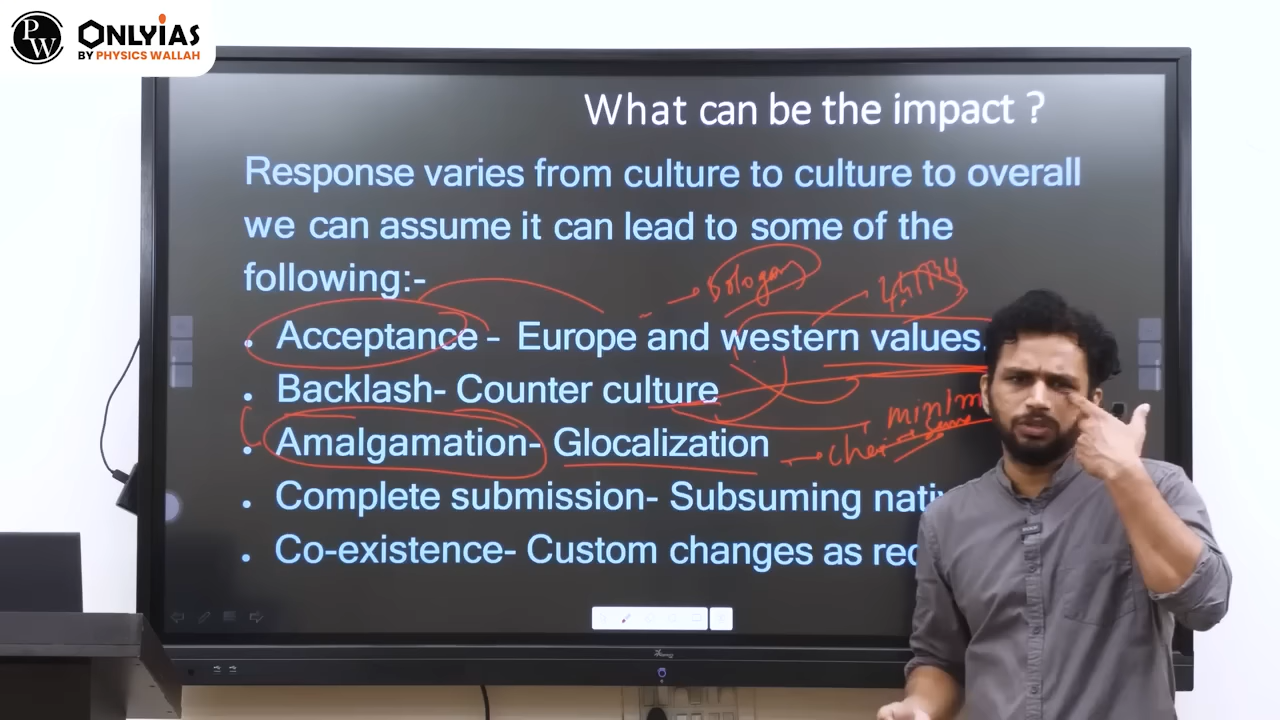 PW
ONLYIAS
BY PHYSICS WALLAH
What can be the impact ?
Response varies from culture to culture to overall
we can assume it can lead to some of the
following:-
. Acceptance - Europe and western values.
. Backlash- Counter culture
. Amalgamation- Glocalization
. Complete submission- Subsuming
. Co-existence- Custom changes as